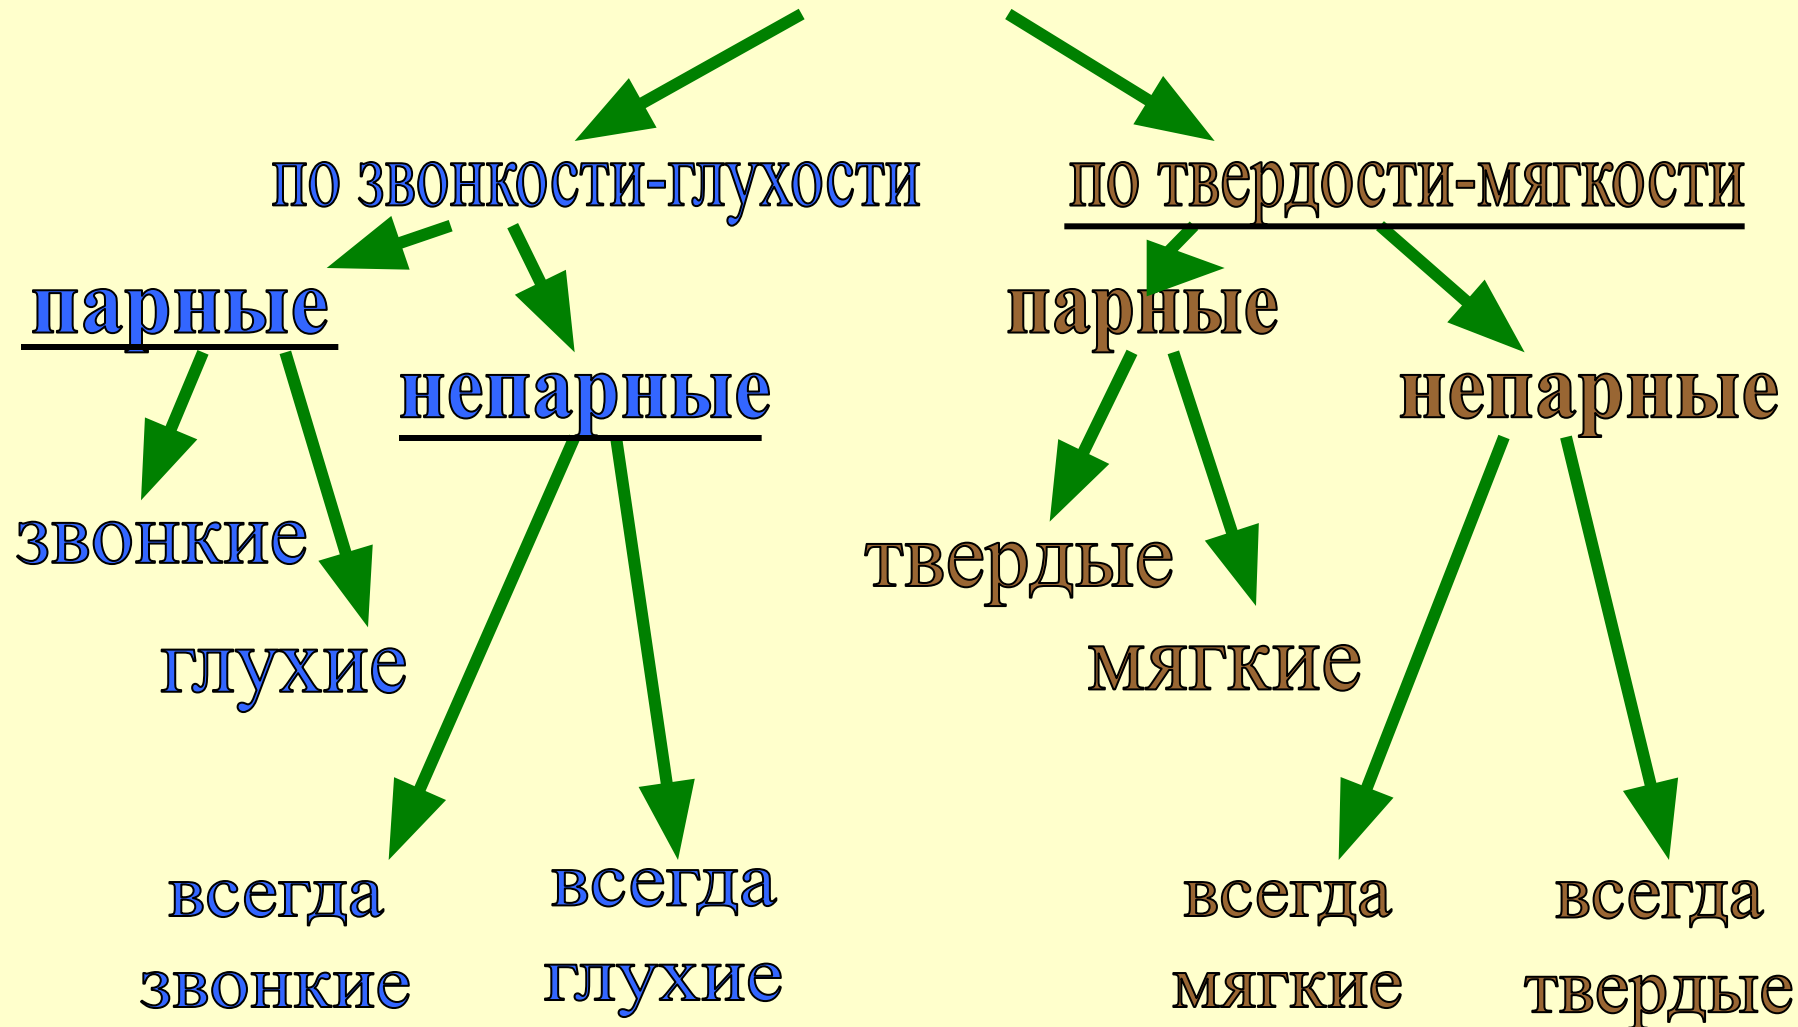 по звонкости-глухости
по твердости-мягкости
парные
непарные
звонкие
глухие
всегда
звонкие
всегда
глухие
парные
непарные
твердые
мягкие
всегда
мягкие
всегда
твердые